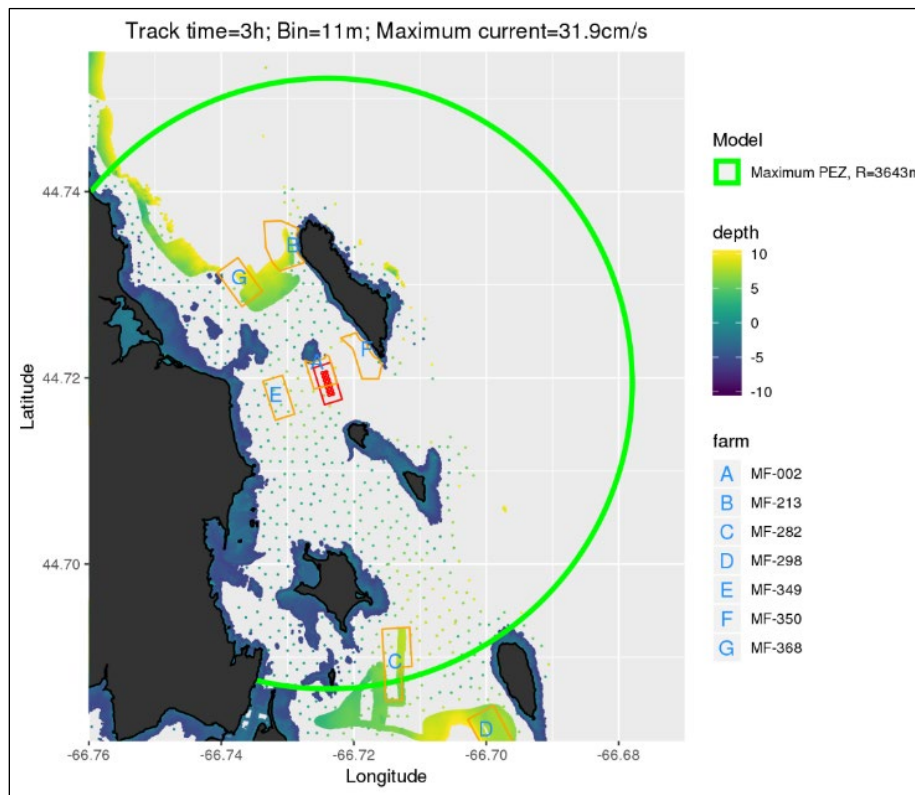 Track time=3h; Bin=11m; Maximum current=31.9cm/s
Latitude
44.74
44.72
44.70
-66.76
-66.74
-66.72
-66.70
-66.68
Longitude
A
B
C
D
E
F
G
Model
Maximum PEZ, R=3643m
depth
10
5
0
-5
-10
farm
A MF-002
B MF-213
C MF-282
D MF-298
E MF-349
F MF-350
G MF-368